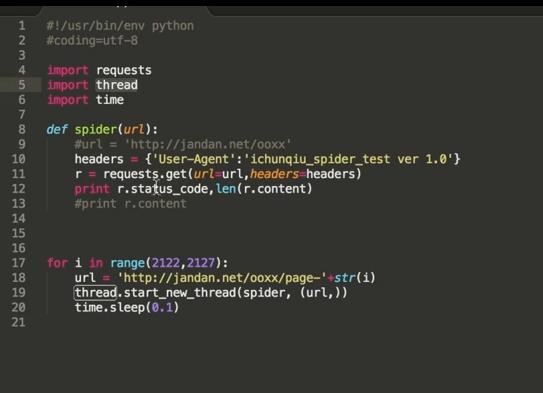 1 #!/usr/bin/env python
2 #coding=utf-8
3
4 import requests
5 import thread
6 import time
7
8 def spider(url):
9     #url = 'http://jandan.net/ooxx'
10     headers = {'User-Agent':'ichunqiu_spider_test ver 1.0'}
11     r = requests.get(url=url,headers=headers)
12     print r.status_code,len(r.content)
13     #print r.content
14
15
16
17 for i in range(2122,2127):
18     url = 'http://jandan.net/ooxx/page-'+str(i)
19     thread.start_new_thread(spider, (url,))
20     time.sleep(0.1)
21